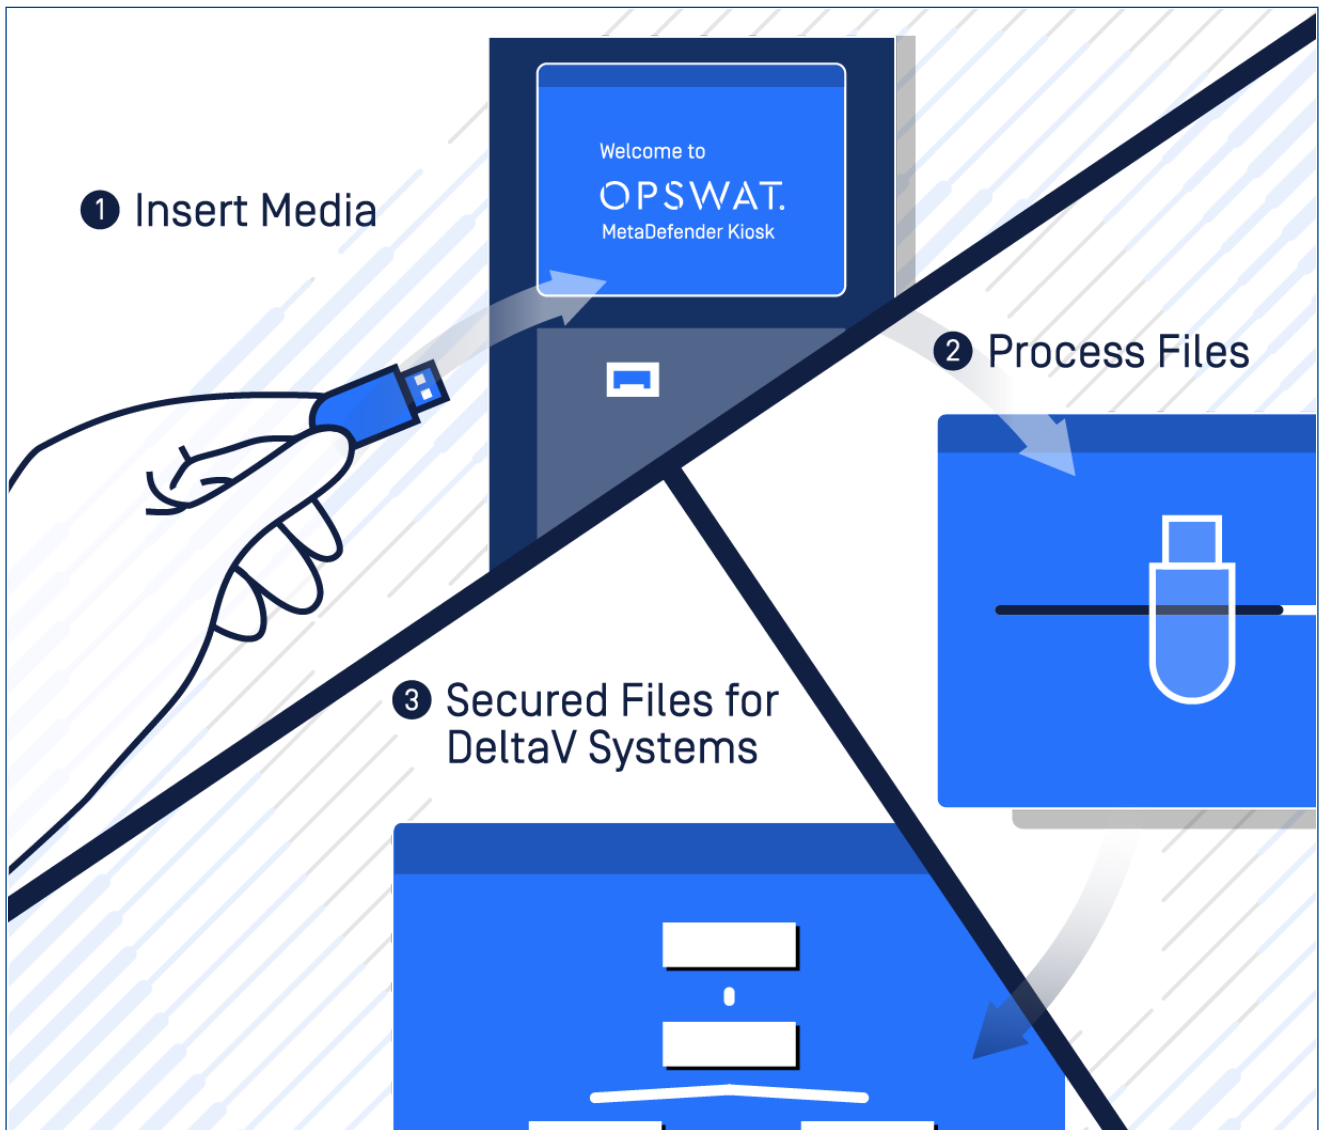 1 Insert Media
Welcome to
OPSWAT.
MetaDefender Kiosk
2 Process Files
3 Secured Files for
DeltaV Systems